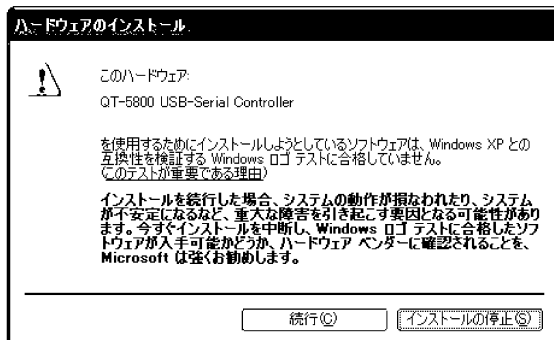 ハードウェアのインストール
このハードウェア:
QT-5800 USB-Serial Controller
を使用するためにインストールしようとしているソフトウェアは、Windows XP との
互換性を検証する Windows ロゴ テストに合格していません。
(このテストが重要である理由)
インストールを続行した場合、システムの動作が損なわれたり、システム
が不安定になるなど、重大な障害を引き起こす要因となる可能性があり
ます。今すぐインストールを中断し、Windows ロゴ テストに合格したソフ
トウェアが入手可能かどうか、ハードウェア ベンダーに確認されることを、
Microsoft は強くお勧めします。
続行(C)
インストールの停止(S)